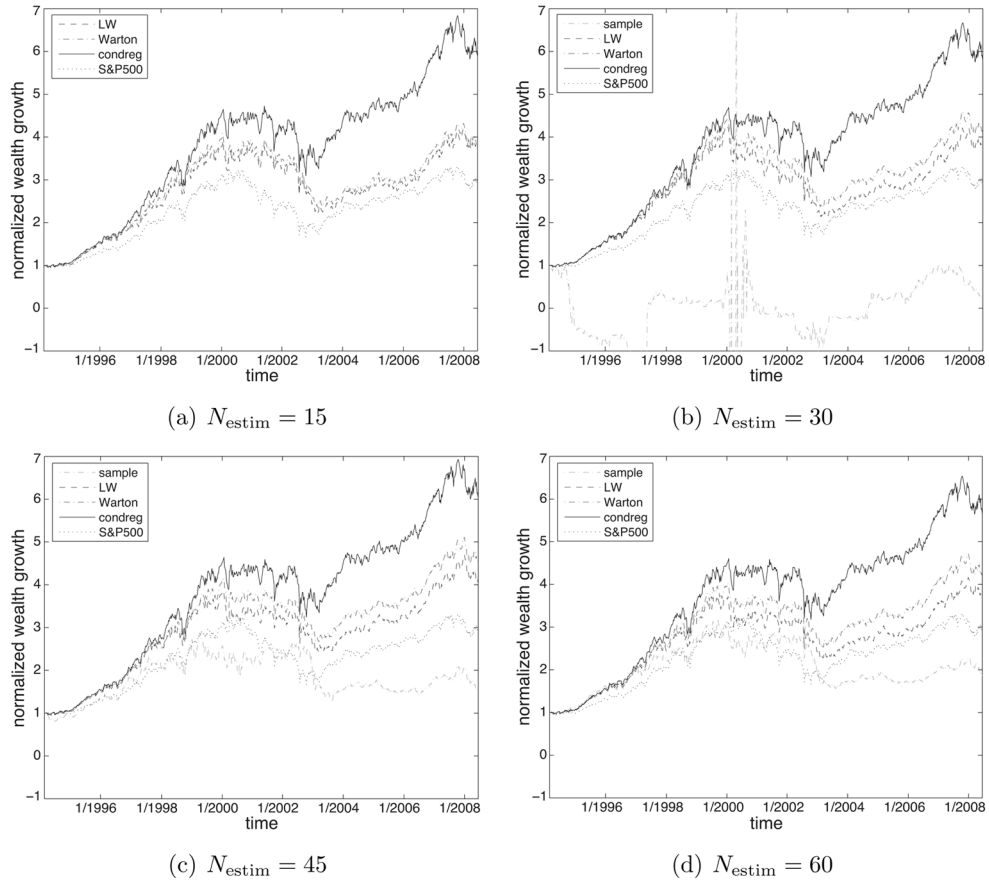 7
6
5
4
3
2
1
0
−1
normalized wealth growth
LW
Warton
condreg
S&P500
1/1996 1/1998 1/2000 1/2002 1/2004 1/2006 1/2008
time
(a) N_estim = 15
7
6
5
4
3
2
1
0
−1
normalized wealth growth
sample
LW
Warton
condreg
S&P500
1/1996 1/1998 1/2000 1/2002 1/2004 1/2006 1/2008
time
(b) N_estim = 30
7
6
5
4
3
2
1
0
−1
normalized wealth growth
sample
LW
Warton
condreg
S&P500
1/1996 1/1998 1/2000 1/2002 1/2004 1/2006 1/2008
time
(c) N_estim = 45
7
6
5
4
3
2
1
0
−1
normalized wealth growth
sample
LW
Warton
condreg
S&P500
1/1996 1/1998 1/2000 1/2002 1/2004 1/2006 1/2008
time
(d) N_estim = 60